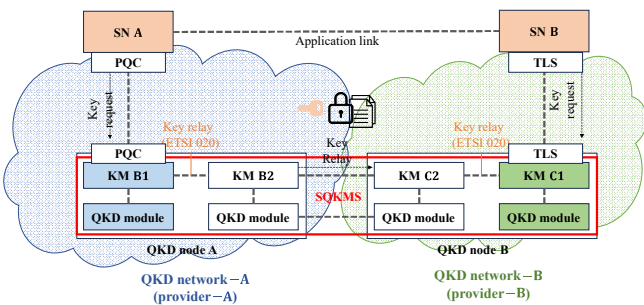 SN A
SN B
Application link
PQC
TLS
Key
request
Key
request
Key relay
(ETSI 020)
Key
Relay
Key relay
(ETSI 020)
PQC
TLS
KM B1
KM B2
KM C2
KM C1
SQKMS
QKD module
QKD module
QKD module
QKD module
QKD node A
QKD node B
QKD network−A
(provider−A)
QKD network−B
(provider−B)